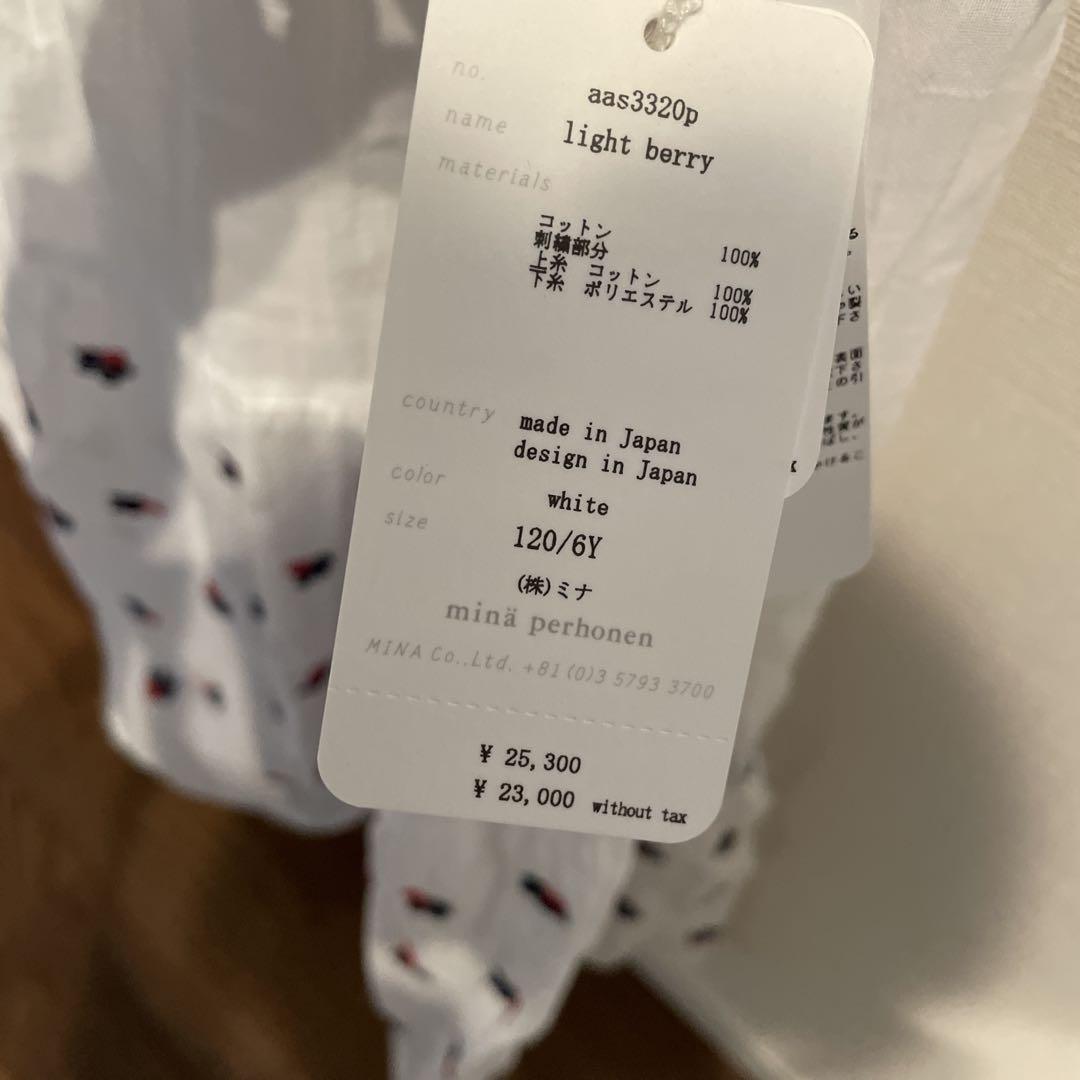 no. aas3320p
name light berry
materials
コットン 100%
刺繍部分
上糸 コットン 100%
下糸 ポリエステル 100%
country made in Japan
design in Japan
color white
size 120/6Y
(株)ミナ
minä perhonen
MINA Co.,Ltd. +81 (0)3 5793 3700
¥ 25,300
¥ 23,000 without tax